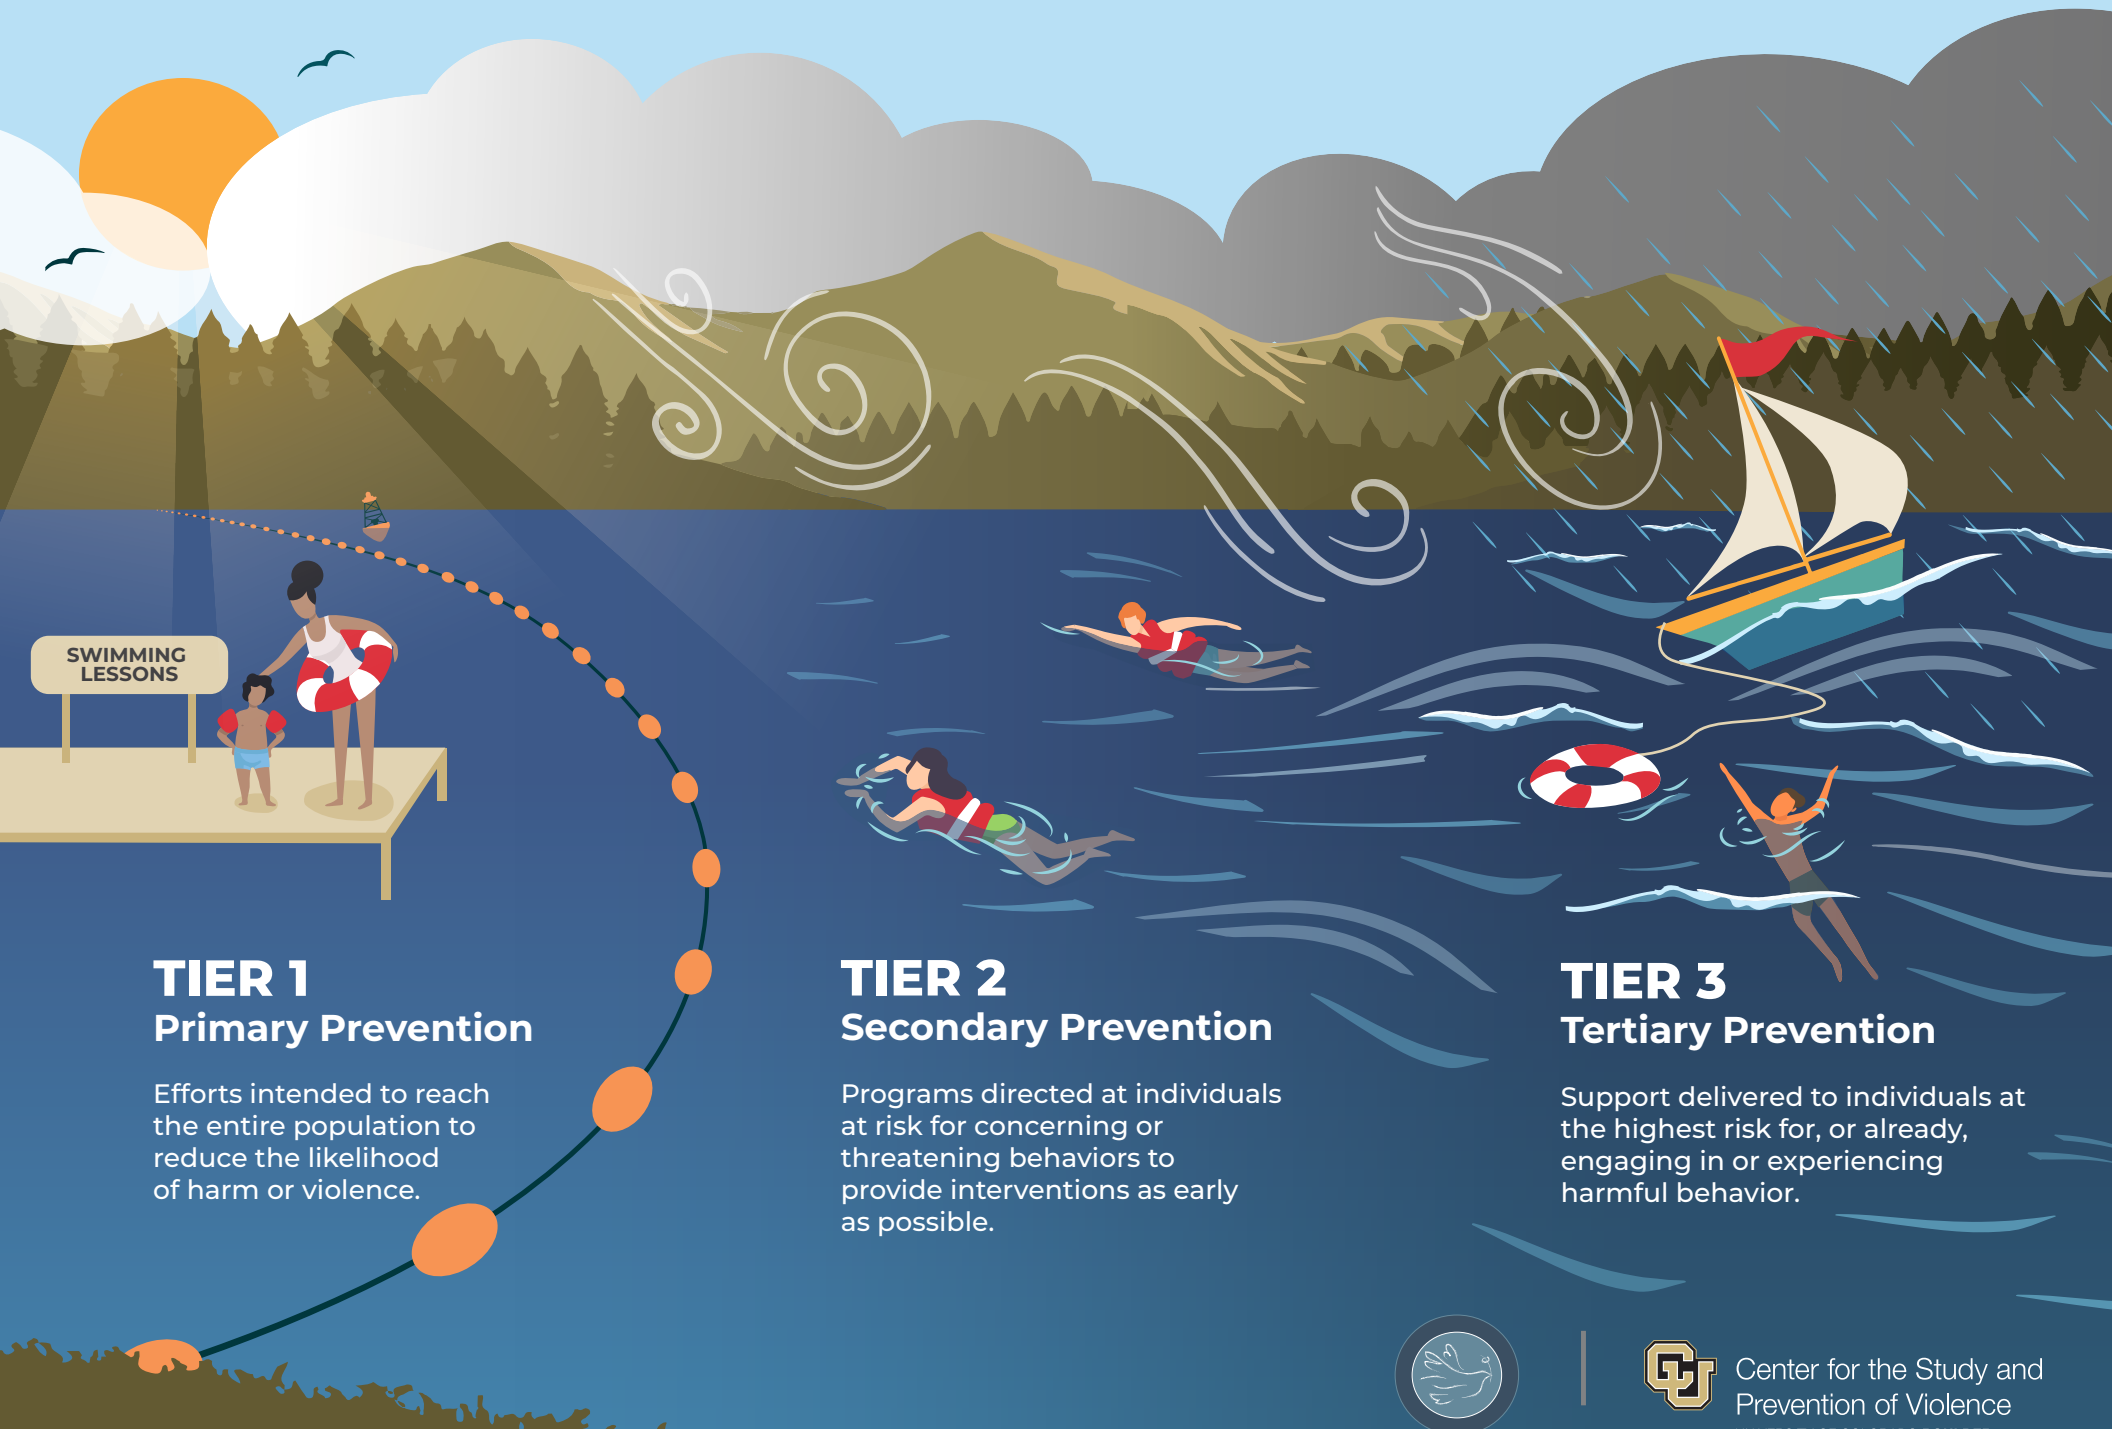 SWIMMING
LESSONS
TIER 1
Primary Prevention
Efforts intended to reach
the entire population to
reduce the likelihood
of harm or violence.
TIER 2
Secondary Prevention
Programs directed at individuals
at risk for concerning or
threatening behaviors to
provide interventions as early
as possible.
TIER 3
Tertiary Prevention
Support delivered to individuals at
the highest risk for, or already,
engaging in or experiencing
harmful behavior.
CU
Center for the Study and
Prevention of Violence